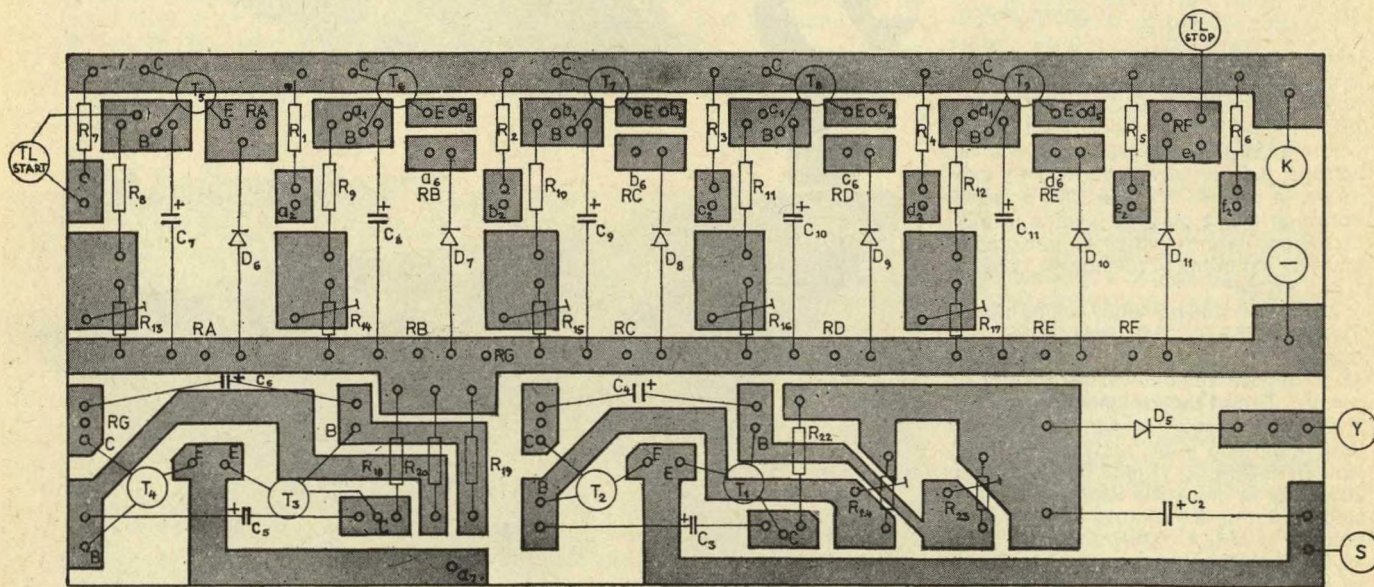 TL STOP
C T₅ C T₆ C T₇ C T₈ C T₉
R₇ B E RA R₁ a₁ B E a₅ R₂ b₁ B E b₅ R₃ c₁ B E c₅ R₄ d₁ B E d₅ R₅ RF e₁ R₆
TL START
K
R₈ R₉ R₁₀ R₁₁ R₁₂
a₂ a₆ RB b₂ b₆ RC c₂ c₆ RD d₂ d₆ RE e₂ f₂
+ C₇ + C₈ + C₉ + C₁₀ + C₁₁
D₆ D₇ D₈ D₉ D₁₀ D₁₁
−
R₁₃ RA R₁₄ RB R₁₅ RC R₁₆ RD R₁₇ RE RF
RG
+ C₆ C₄ +
RG C B C B R₂₂ D₅ Y
E E R₁₈ R₂₀ R₁₉ E E
T₄ T₃ B T₂ T₁ R₂₄ R₂₃ + C₂
B + C₅ C + C₃ C S
a₇